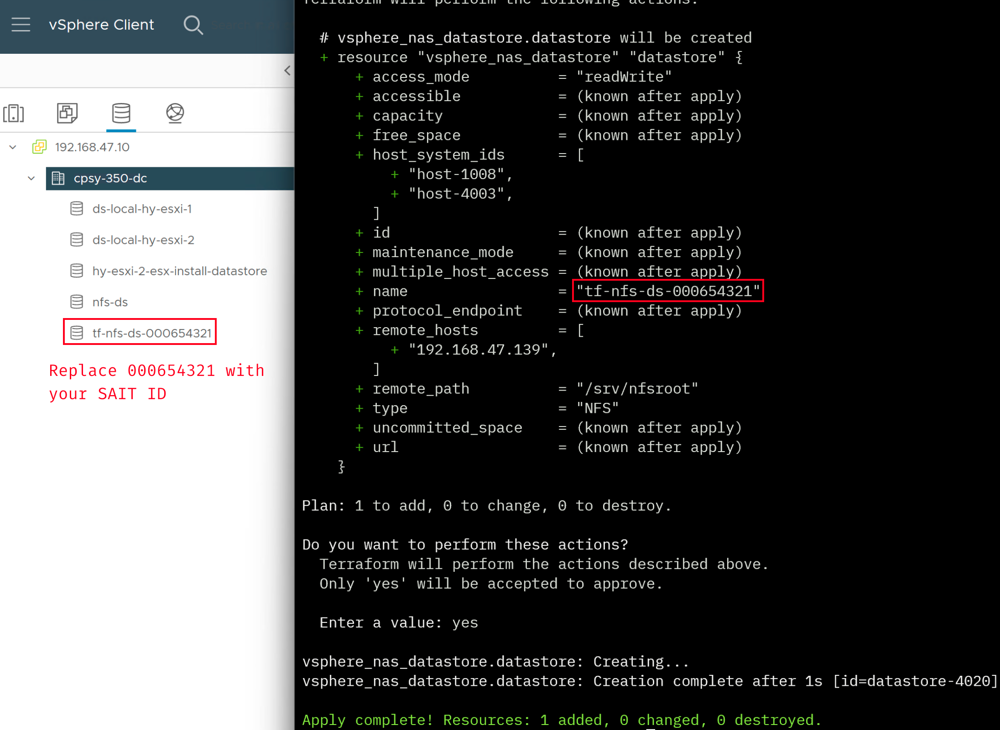 vSphere Client
192.168.47.10
cpsy-350-dc
ds-local-hy-esxi-1
ds-local-hy-esxi-2
hy-esxi-2-esx-install-datastore
nfs-ds
tf-nfs-ds-000654321
Replace 000654321 with
your SAIT ID
Terraform will perform the following actions:
# vsphere_nas_datastore.datastore will be created
+ resource "vsphere_nas_datastore" "datastore" {
+ access_mode = "readWrite"
+ accessible = (known after apply)
+ capacity = (known after apply)
+ free_space = (known after apply)
+ host_system_ids = [
+ "host-1008",
+ "host-4003",
]
+ id = (known after apply)
+ maintenance_mode = (known after apply)
+ multiple_host_access = (known after apply)
+ name = "tf-nfs-ds-000654321"
+ protocol_endpoint = (known after apply)
+ remote_hosts = [
+ "192.168.47.139",
]
+ remote_path = "/srv/nfsroot"
+ type = "NFS"
+ uncommitted_space = (known after apply)
+ url = (known after apply)
}
Plan: 1 to add, 0 to change, 0 to destroy.
Do you want to perform these actions?
Terraform will perform the actions described above.
Only 'yes' will be accepted to approve.
Enter a value: yes
vsphere_nas_datastore.datastore: Creating...
vsphere_nas_datastore.datastore: Creation complete after 1s [id=datastore-4020]
Apply complete! Resources: 1 added, 0 changed, 0 destroyed.